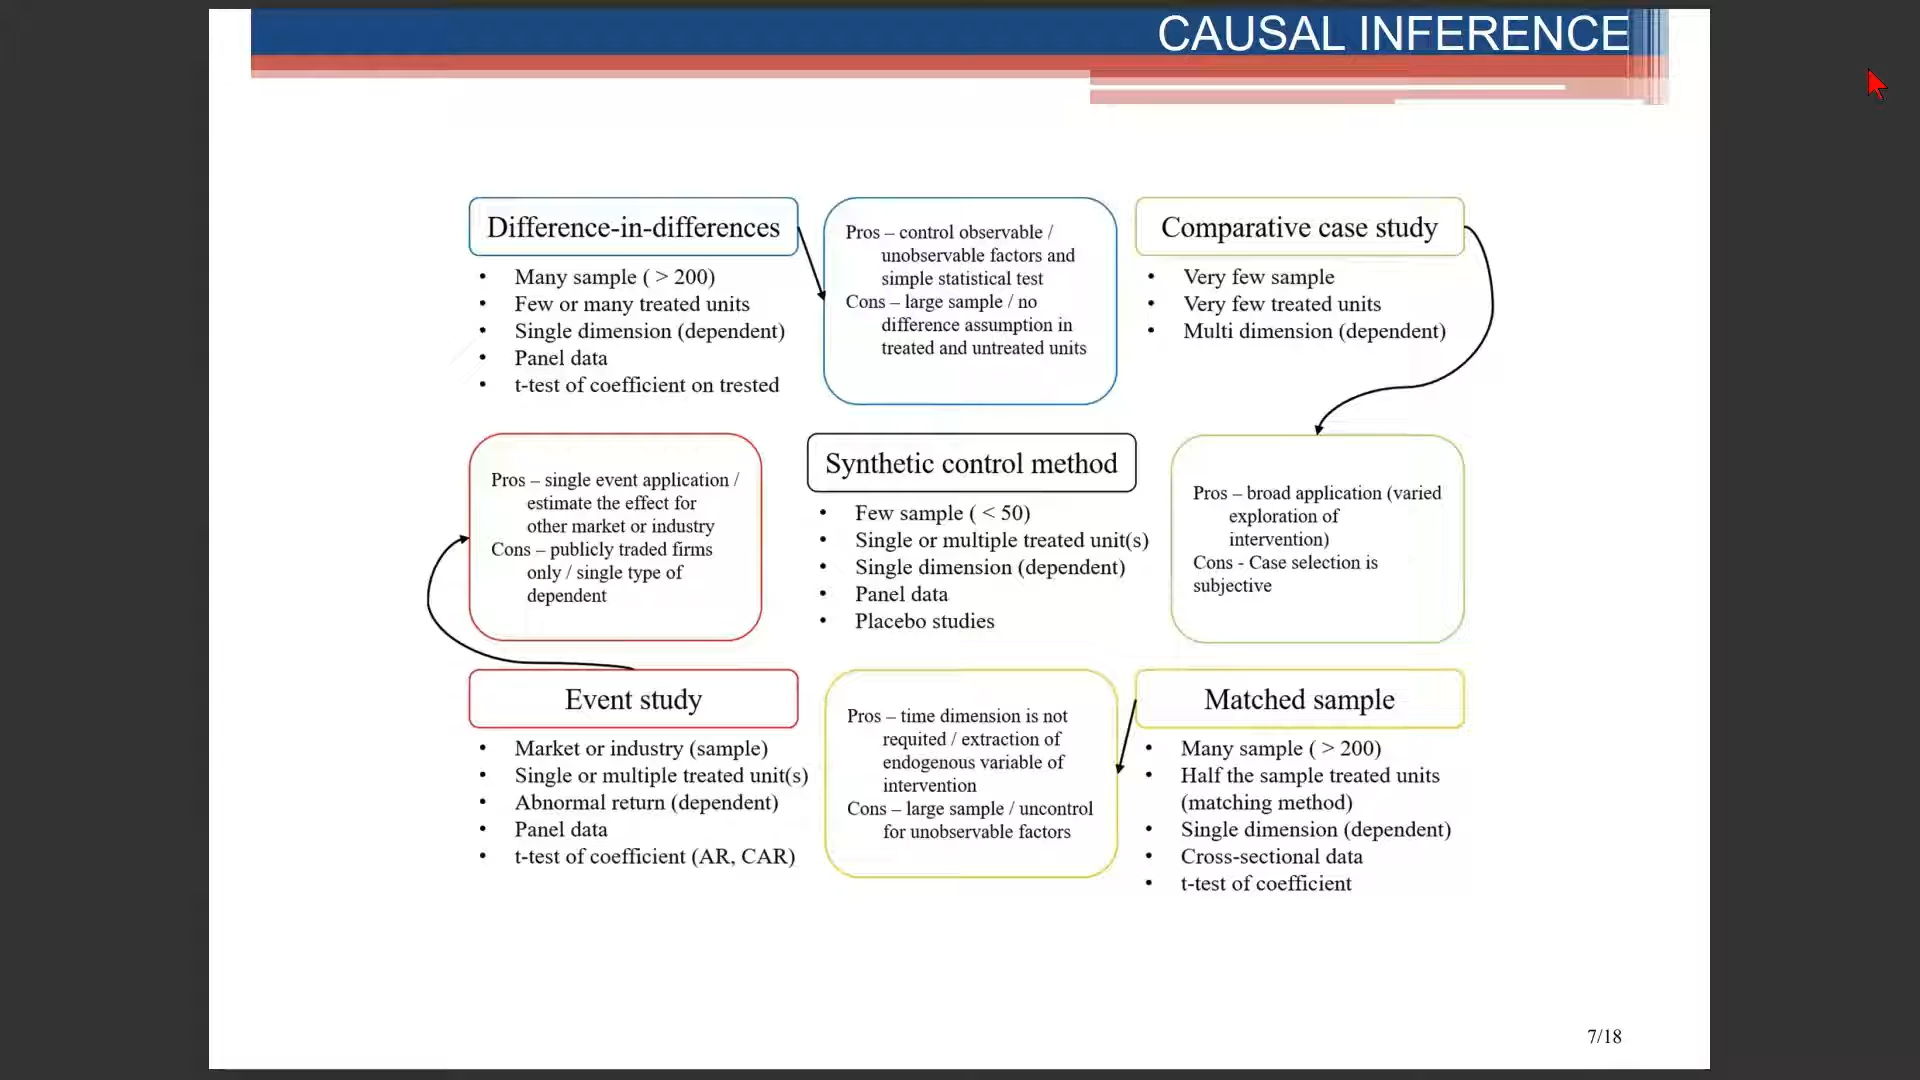 CAUSAL INFERENCE
Difference-in-differences
• Many sample ( > 200)
• Few or many treated units
• Single dimension (dependent)
• Panel data
• t-test of coefficient on trested
Pros – control observable /
unobservable factors and
simple statistical test
Cons – large sample / no
difference assumption in
treated and untreated units
Comparative case study
• Very few sample
• Very few treated units
• Multi dimension (dependent)
Pros – single event application /
estimate the effect for
other market or industry
Cons – publicly traded firms
only / single type of
dependent
Synthetic control method
• Few sample ( < 50)
• Single or multiple treated unit(s)
• Single dimension (dependent)
• Panel data
• Placebo studies
Pros – broad application (varied
exploration of
intervention)
Cons - Case selection is
subjective
Event study
• Market or industry (sample)
• Single or multiple treated unit(s)
• Abnormal return (dependent)
• Panel data
• t-test of coefficient (AR, CAR)
Pros – time dimension is not
requited / extraction of
endogenous variable of
intervention
Cons – large sample / uncontrol
for unobservable factors
Matched sample
• Many sample ( > 200)
• Half the sample treated units
(matching method)
• Single dimension (dependent)
• Cross-sectional data
• t-test of coefficient
7/18